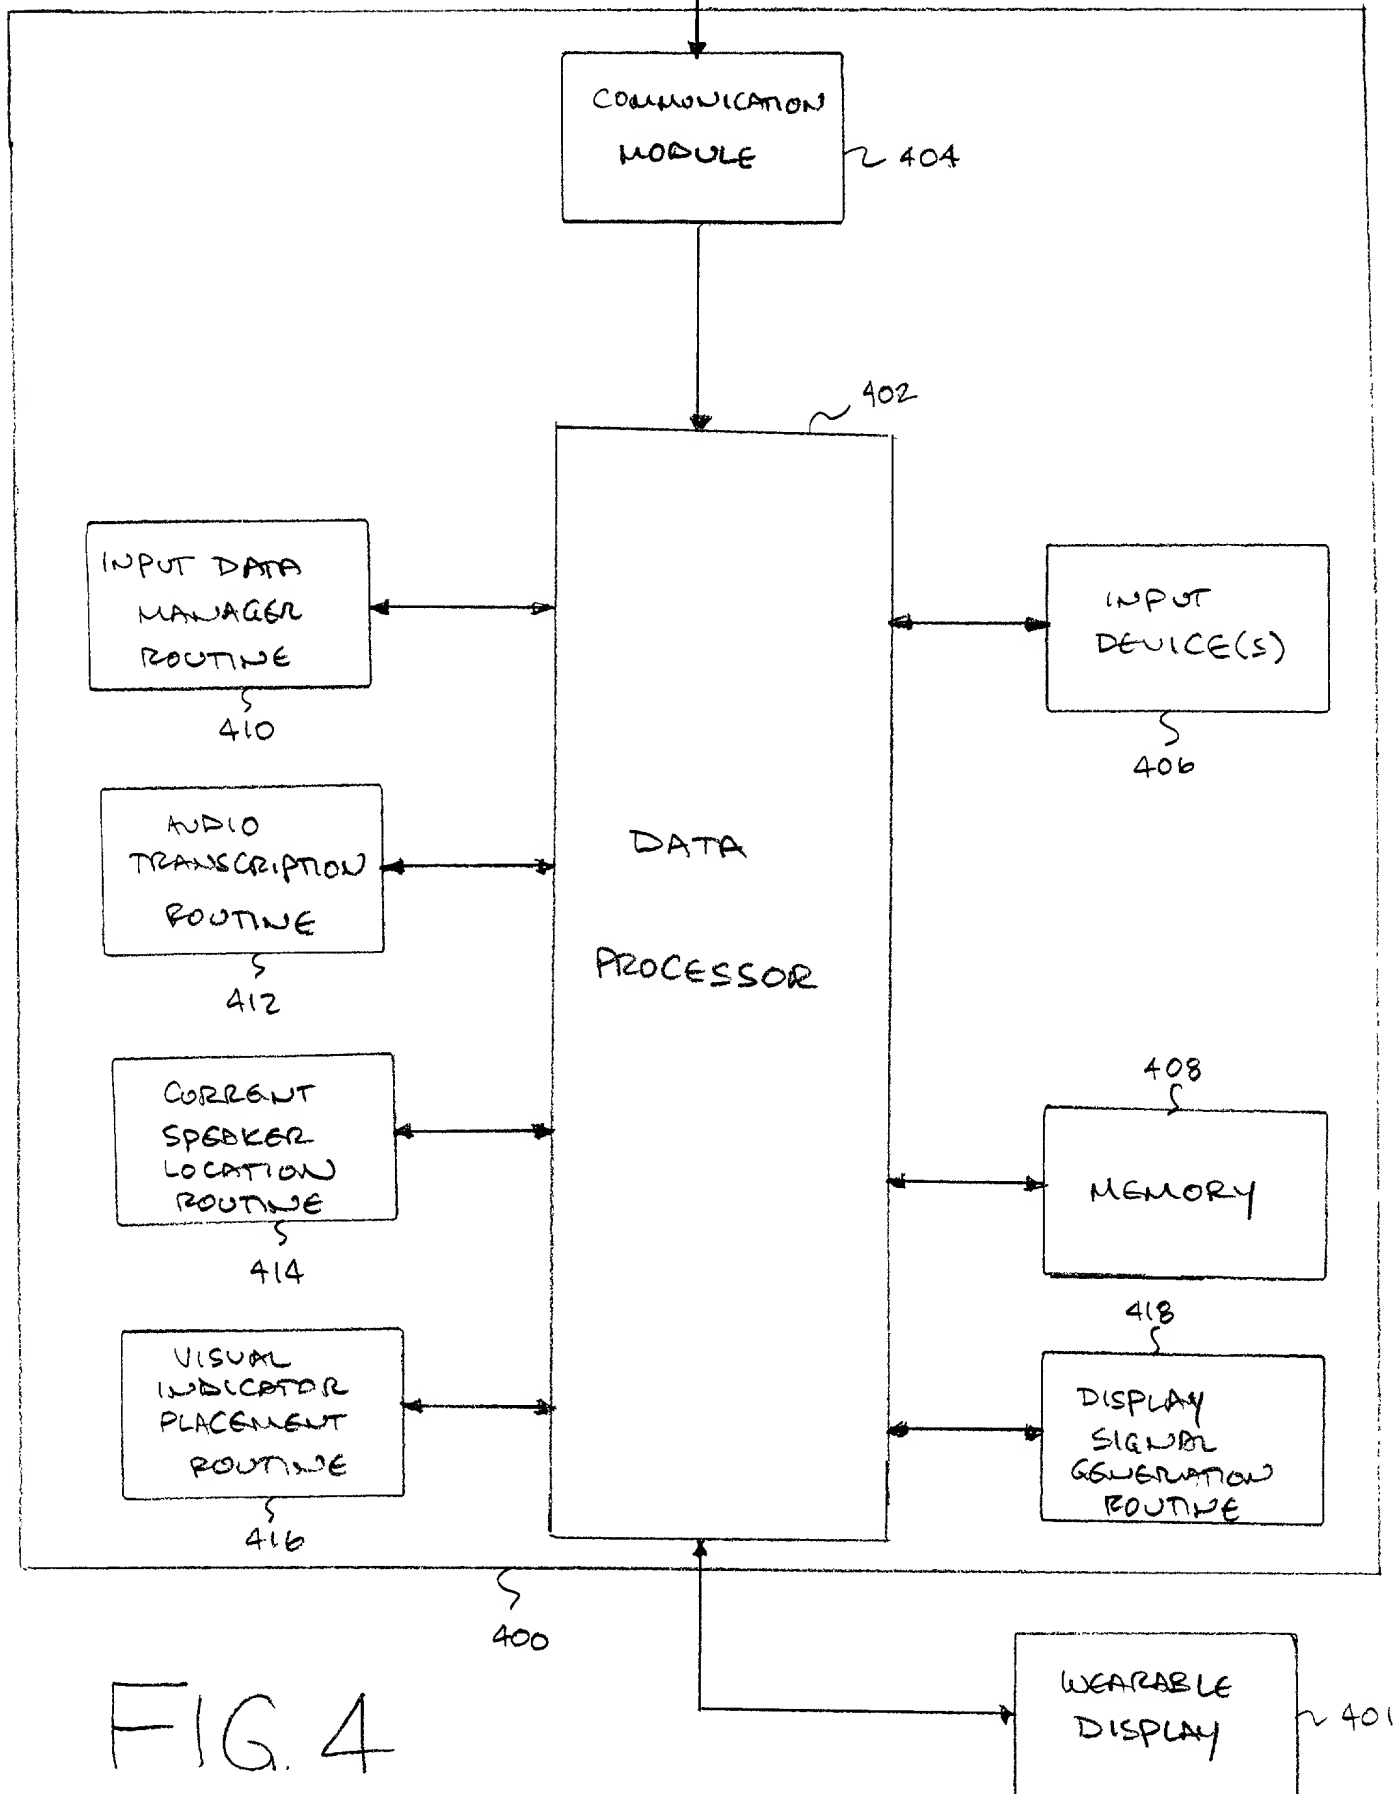 COMMUNICATION
MODULE
404
402
INPUT DATA
MANAGER
ROUTINE
410
INPUT
DEVICE(S)
406
AUDIO
TRANSCRIPTION
ROUTINE
412
DATA
PROCESSOR
CURRENT
SPEAKER
LOCATION
ROUTINE
414
408
MEMORY
VISUAL
INDICATOR
PLACEMENT
ROUTINE
416
418
DISPLAY
SIGNAL
GENERATION
ROUTINE
400
WEARABLE
DISPLAY
401
FIG. 4